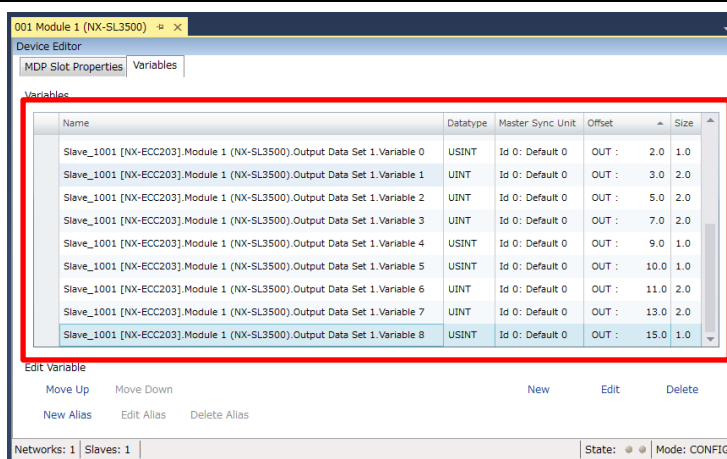 001 Module 1 (NX-SL3500)
Device Editor
MDP Slot Properties Variables
Variables
Name Datatype Master Sync Unit Offset Size
Slave_1001 [NX-ECC203].Module 1 (NX-SL3500).Output Data Set 1.Variable 0 USINT Id 0: Default 0 OUT : 2.0 1.0
Slave_1001 [NX-ECC203].Module 1 (NX-SL3500).Output Data Set 1.Variable 1 UINT Id 0: Default 0 OUT : 3.0 2.0
Slave_1001 [NX-ECC203].Module 1 (NX-SL3500).Output Data Set 1.Variable 2 UINT Id 0: Default 0 OUT : 5.0 2.0
Slave_1001 [NX-ECC203].Module 1 (NX-SL3500).Output Data Set 1.Variable 3 UINT Id 0: Default 0 OUT : 7.0 2.0
Slave_1001 [NX-ECC203].Module 1 (NX-SL3500).Output Data Set 1.Variable 4 USINT Id 0: Default 0 OUT : 9.0 1.0
Slave_1001 [NX-ECC203].Module 1 (NX-SL3500).Output Data Set 1.Variable 5 USINT Id 0: Default 0 OUT : 10.0 1.0
Slave_1001 [NX-ECC203].Module 1 (NX-SL3500).Output Data Set 1.Variable 6 UINT Id 0: Default 0 OUT : 11.0 2.0
Slave_1001 [NX-ECC203].Module 1 (NX-SL3500).Output Data Set 1.Variable 7 UINT Id 0: Default 0 OUT : 13.0 2.0
Slave_1001 [NX-ECC203].Module 1 (NX-SL3500).Output Data Set 1.Variable 8 USINT Id 0: Default 0 OUT : 15.0 1.0
Edit Variable
Move Up Move Down New Edit Delete
New Alias Edit Alias Delete Alias
Networks: 1 Slaves: 1 State: Mode: CONFIG